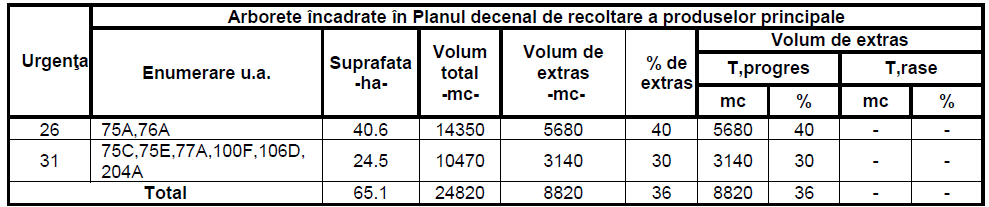 Arborete încadrate în Planul decenal de recoltare a produselor principale
Urgenţa
Enumerare u.a.
Suprafata
-ha-
Volum
total
-mc-
Volum de
extras
-mc-
% de
extras
Volum de extras
T,progres
T,rase
mc
%
mc
%
26 75A,76A 40.6 14350 5680 40 5680 40 - -
31 75C,75E,77A,100F,106D,
204A 24.5 10470 3140 30 3140 30 - -
Total 65.1 24820 8820 36 8820 36 - -